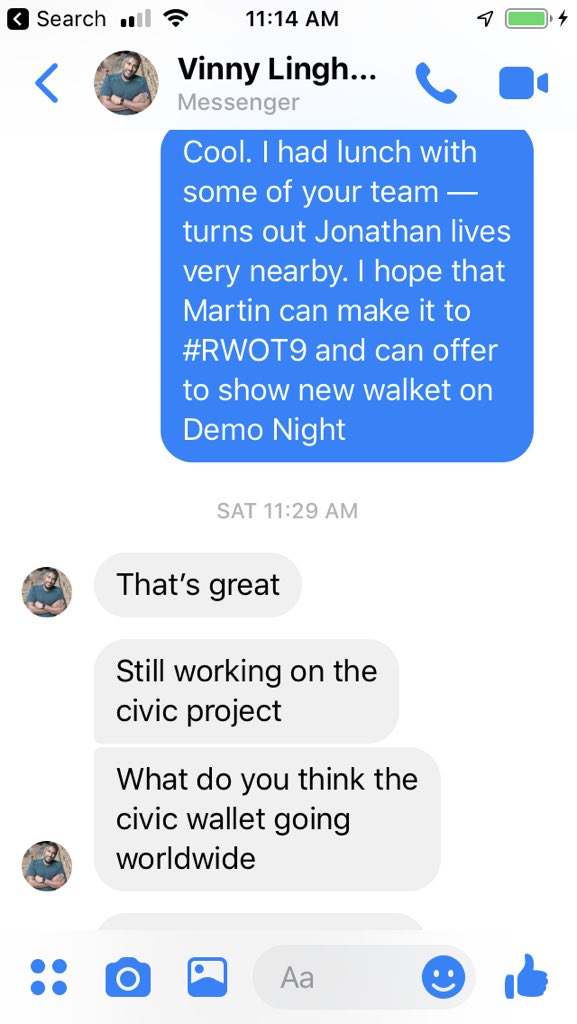 Search
11:14 AM
Vinny Lingh...
Messenger
Cool. I had lunch with
some of your team —
turns out Jonathan lives
very nearby. I hope that
Martin can make it to
#RWOT9 and can offer
to show new walket on
Demo Night
SAT 11:29 AM
That’s great
Still working on the
civic project
What do you think the
civic wallet going
worldwide
Aa